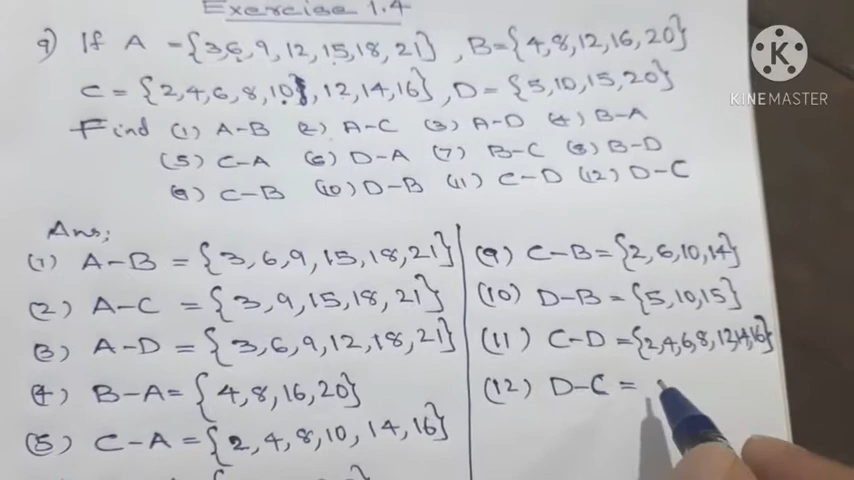 Exercise 1.4
9) If A = {3,6,9,12,15,18,21}, B={4,8,12,16,20}
C = {2,4,6,8,10},12,14,16}, D = {5,10,15,20}
Find (1) A-B (2) A-C (3) A-D (4) B-A
(5) C-A (6) D-A (7) B-C (8) B-D
(9) C-B (10) D-B (11) C-D (12) D-C
Ans;
(1) A-B = {3,6,9,15,18,21}
(2) A-C = {3,9,15,18,21}
(3) A-D = {3,6,9,12,18,21}
(4) B-A= {4,8,16,20}
(5) C-A={2,4,8,10,14,16}
(9) C-B={2,6,10,14}
(10) D-B={5,10,15}
(11) C-D={2,4,6,8,12,14,16}
(12) D-C =
KINEMASTER